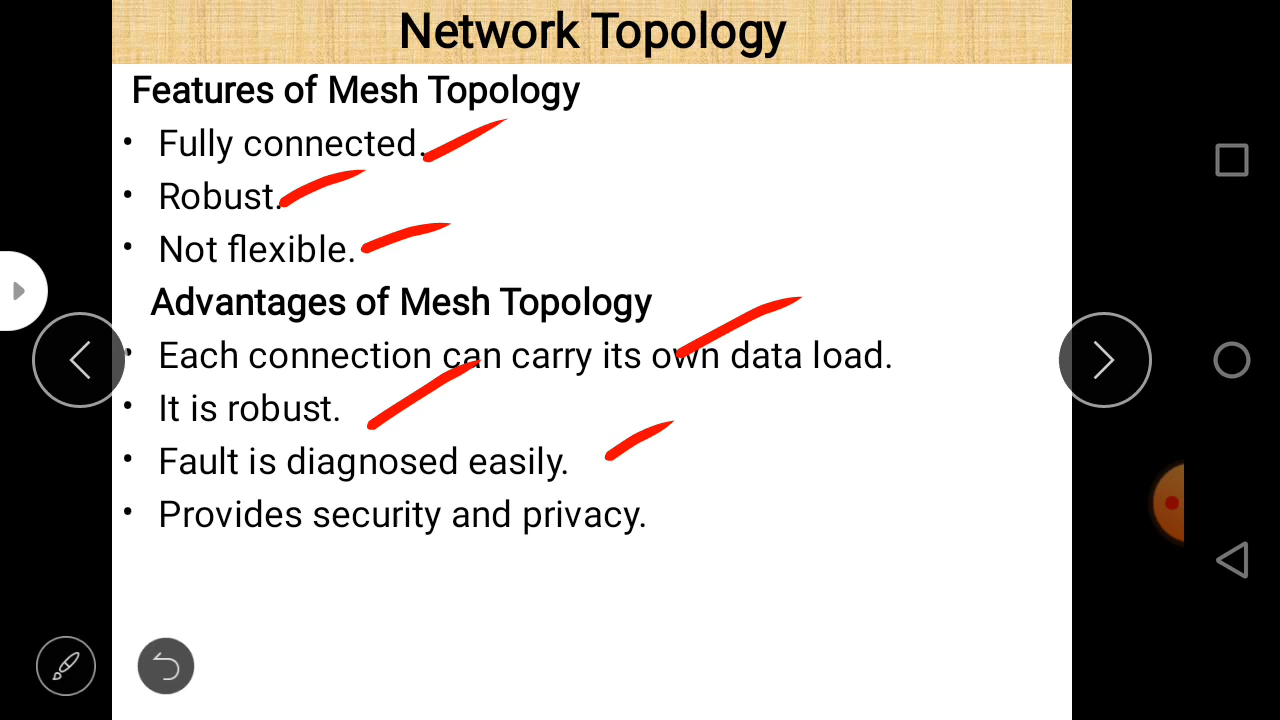 Network Topology
Features of Mesh Topology
• Fully connected.
• Robust.
• Not flexible.
Advantages of Mesh Topology
• Each connection can carry its own data load.
• It is robust.
• Fault is diagnosed easily.
• Provides security and privacy.